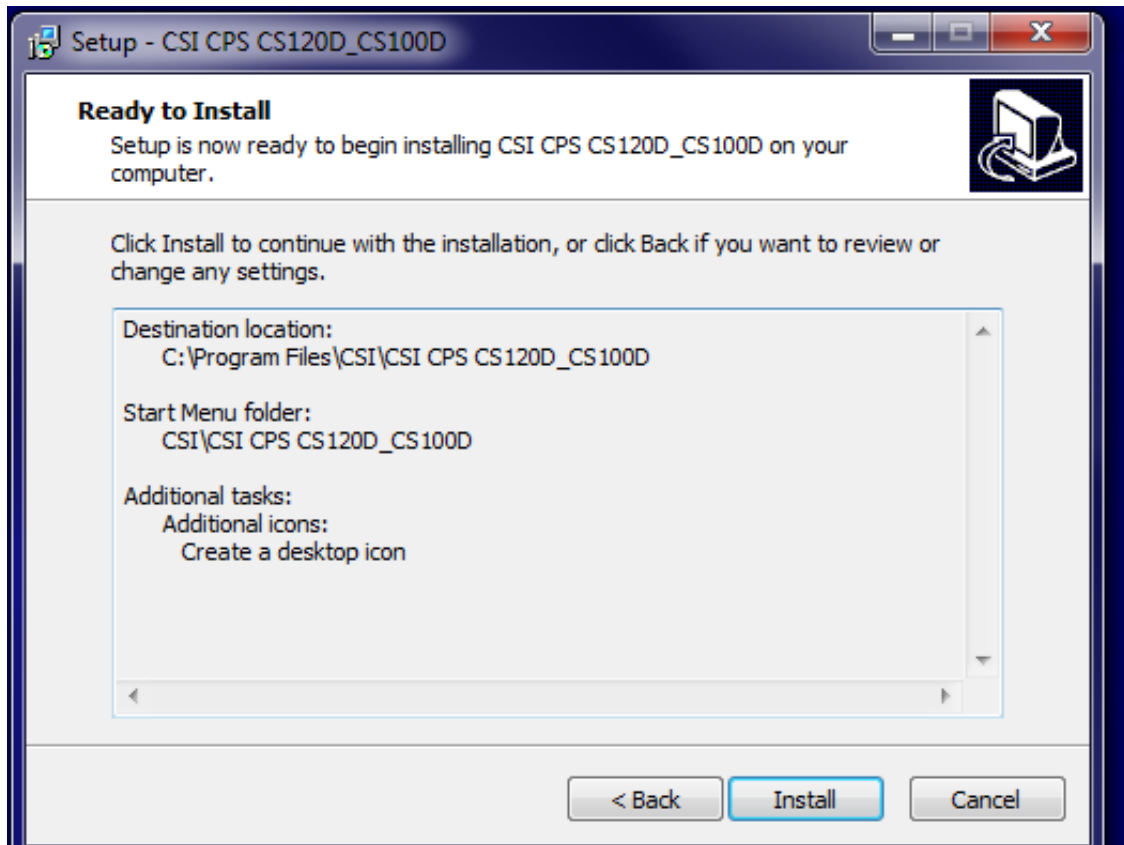 Setup - CSI CPS CS120D_CS100D
Ready to Install
Setup is now ready to begin installing CSI CPS CS120D_CS100D on your
computer.
Click Install to continue with the installation, or click Back if you want to review or
change any settings.
Destination location:
C:\Program Files\CSI\CSI CPS CS120D_CS100D
Start Menu folder:
CSI\CSI CPS CS120D_CS100D
Additional tasks:
Additional icons:
Create a desktop icon
< Back
Install
Cancel